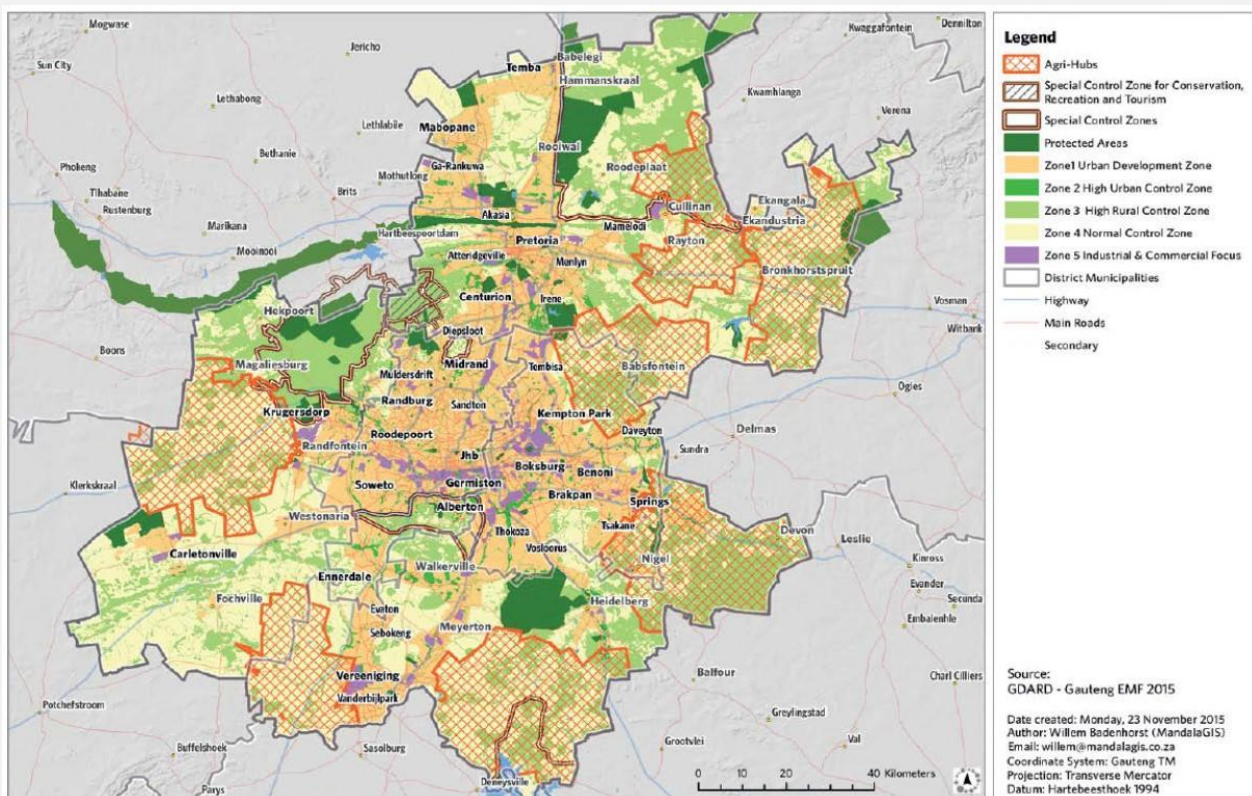 Mogwase
Kwaggafontein
Dennilton
Jericho
Babelegi
Sun City
Temba
Hammanskraal
Kwamhlanga
Lethabong
Verena
Lethlabile
Mabopane
Rooiwal
Phokeng
Bethanie
Ga-Rankuwa
Roodeplaat
Tlhabane
Mothutlong
Rustenburg
Brits
Cullinan
Ekangala
Akasia
Ekandustria
Marikana
Hartbeespoortdam
Pretoria
Mamelodi
Rayton
Mooinooi
Atteridgeville
Menlyn
Bronkhorstspruit
Centurion
Irene
Vosman
Hekpoort
Witbank
Diepsloot
Boons
Magaliesburg
Midrand
Tembisa
Babsfontein
Muldersdrift
Ogies
Randburg
Sandton
Krugersdorp
Kempton Park
Roodepoort
Daveyton
Delmas
Randfontein
Sundra
Jhb
Boksburg
Benoni
Klerkskraal
Soweto
Germiston
Brakpan
Springs
Alberton
Westonaria
Thokoza
Tsakane
Devon
Leslie
Carletonville
Vosloorus
Nigel
Kinross
Walkerville
Ennerdale
Evander
Fochville
Heidelberg
Secunda
Evaton
Embalenhle
Sebokeng
Meyerton
Vereeniging
Balfour
Charl Cilliers
Vanderbijlpark
Potchefstroom
Greylingstad
Buffelshoek
Sasolburg
Grootvlei
Val
Parys
Deneysville
0 10 20 40 Kilometers
Legend
Agri-Hubs
Special Control Zone for Conservation,
Recreation and Tourism
Special Control Zones
Protected Areas
Zone1 Urban Development Zone
Zone 2 High Urban Control Zone
Zone 3 High Rural Control Zone
Zone 4 Normal Control Zone
Zone 5 Industrial & Commercial Focus
District Municipalities
Highway
Main Roads
Secondary
Source:
GDARD - Gauteng EMF 2015
Date created: Monday, 23 November 2015
Author: Willem Badenhorst (MandalaGIS)
Email: willem@mandalagis.co.za
Coordinate System: Gauteng TM
Projection: Transverse Mercator
Datum: Hartebeesthoek 1994